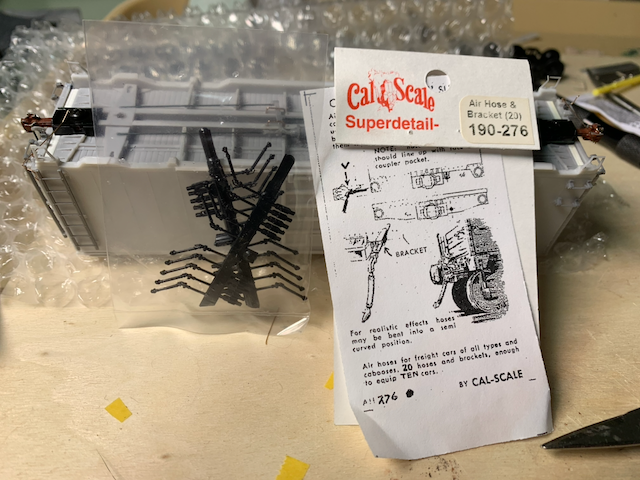 Cal Scale
Superdetail-
Air Hose &
Bracket (20)
190-276
NOTE:
should line up with
coupler pocket.
BRACKET
For realistic effects hoses
may be bent into a semi
curved position.
Air hoses for freight cars of all types and
cabooses, 20 hoses and brackets, enough
to equip TEN cars.
BY CAL-SCALE
AH 276